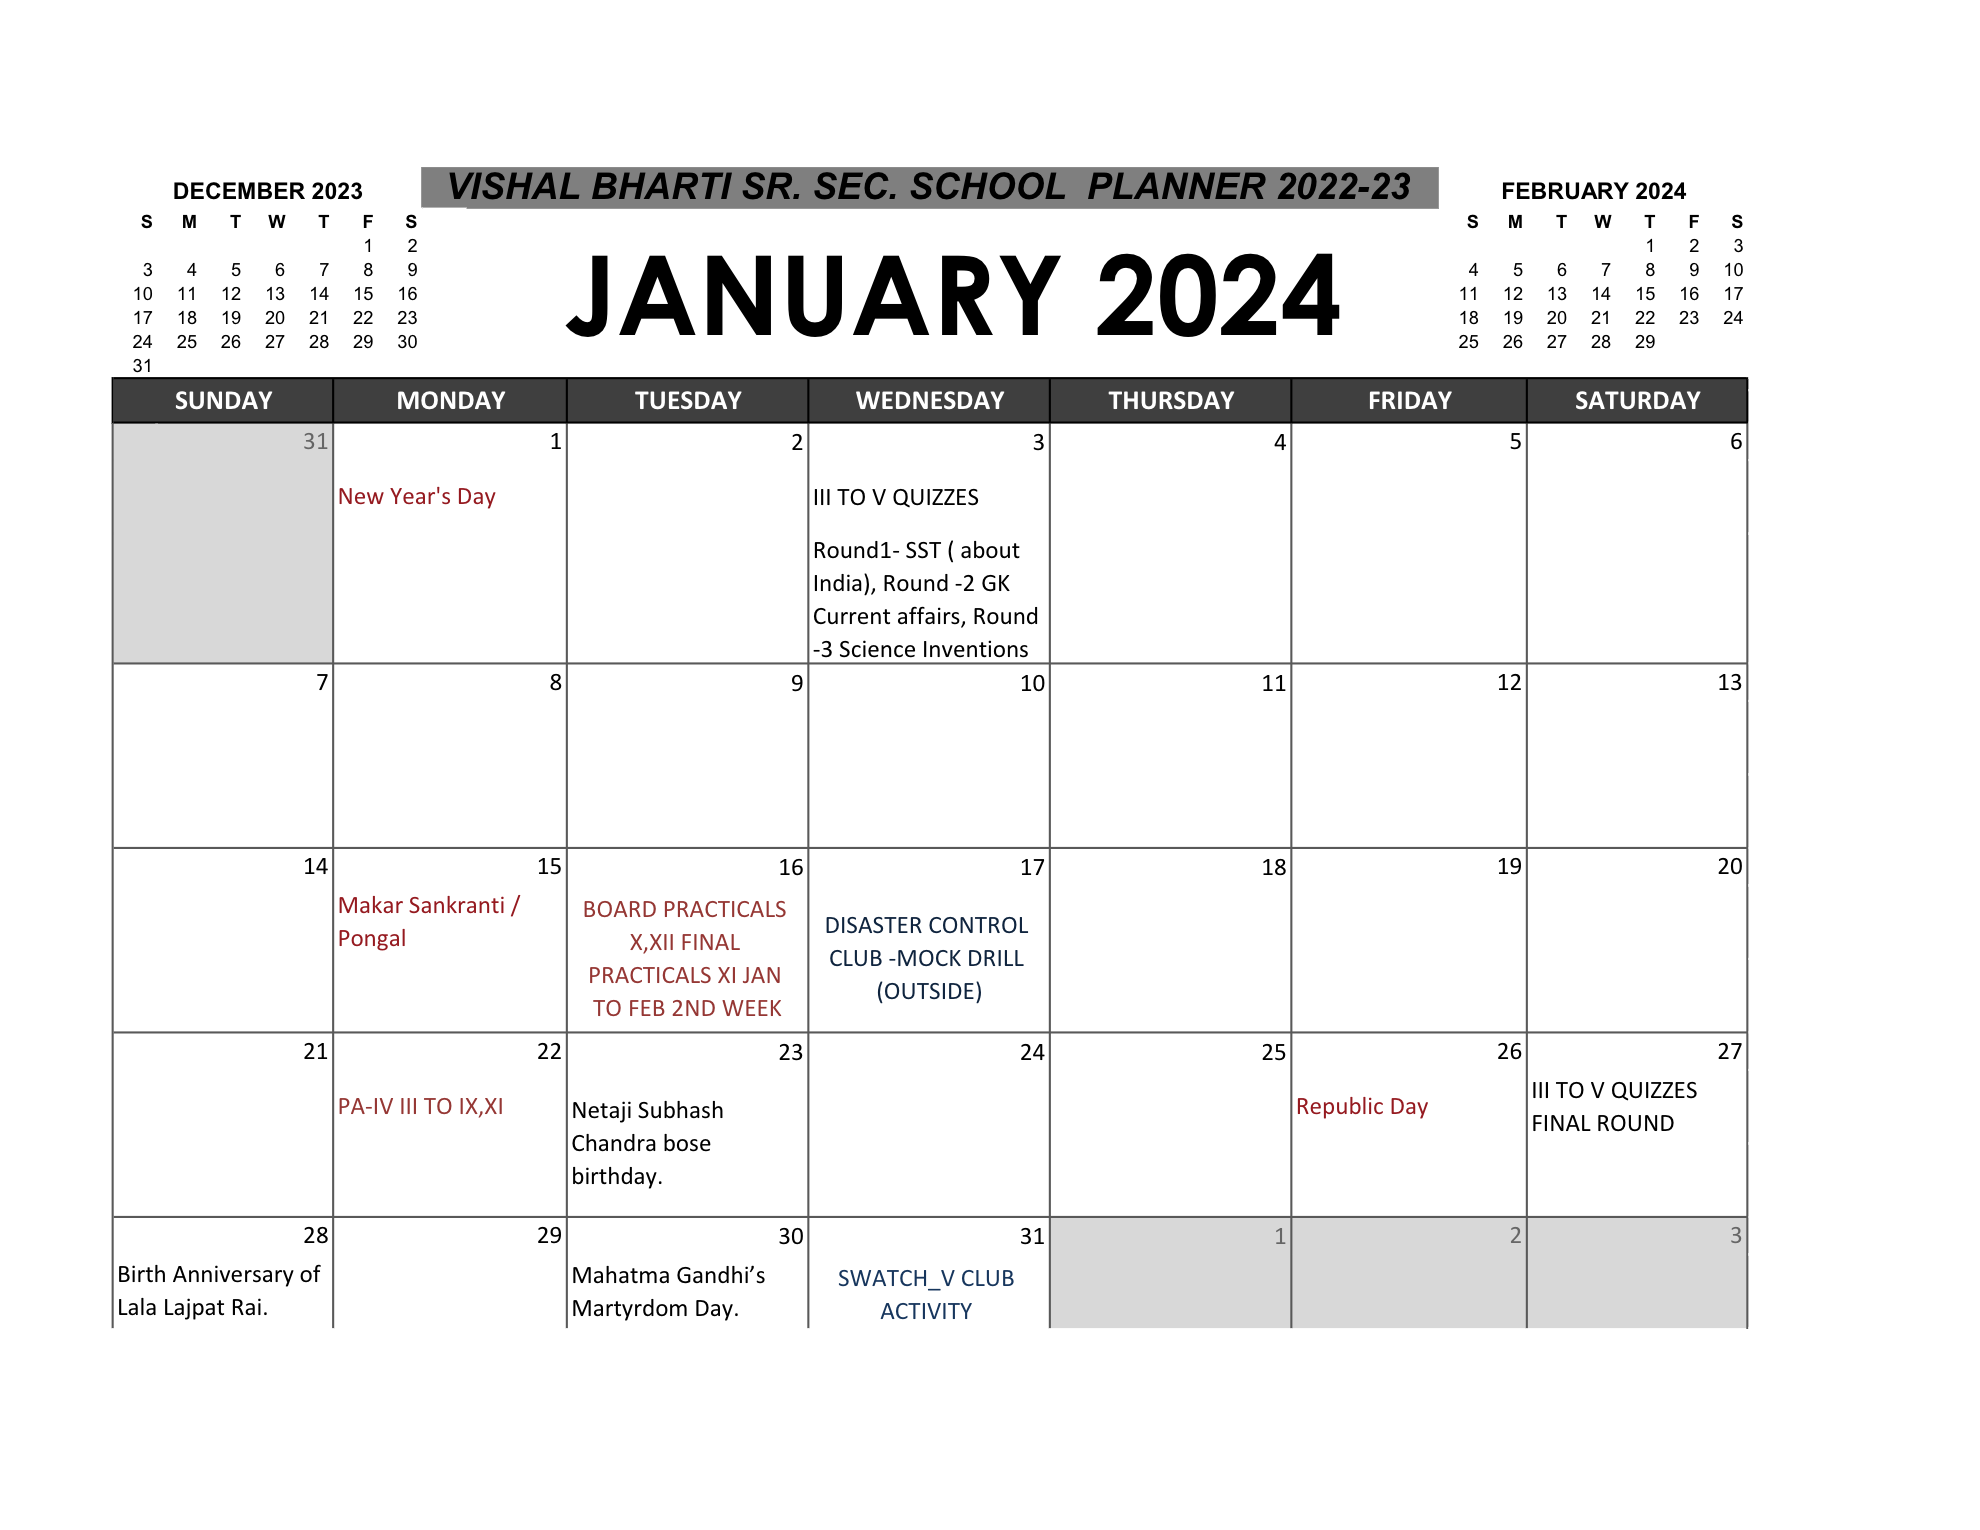 VISHAL BHARTI SR. SEC. SCHOOL  PLANNER 2022-23
DECEMBER 2023
S M T W T F S
1 2
3 4 5 6 7 8 9
10 11 12 13 14 15 16
17 18 19 20 21 22 23
24 25 26 27 28 29 30
31
JANUARY 2024
FEBRUARY 2024
S M T W T F S
1 2 3
4 5 6 7 8 9 10
11 12 13 14 15 16 17
18 19 20 21 22 23 24
25 26 27 28 29
SUNDAY MONDAY TUESDAY WEDNESDAY THURSDAY FRIDAY SATURDAY
31 1 2 3 4 5 6
New Year's Day
III TO V QUIZZES
Round1- SST ( about
India), Round -2 GK
Current affairs, Round
-3 Science Inventions
7 8 9 10 11 12 13
14 15 16 17 18 19 20
Makar Sankranti /
Pongal
BOARD PRACTICALS
X,XII FINAL
PRACTICALS XI JAN
TO FEB 2ND WEEK
DISASTER CONTROL
CLUB -MOCK DRILL
(OUTSIDE)
21 22 23 24 25 26 27
PA-IV III TO IX,XI
Netaji Subhash
Chandra bose
birthday.
Republic Day
III TO V QUIZZES
FINAL ROUND
28 29 30 31 1 2 3
Birth Anniversary of
Lala Lajpat Rai.
Mahatma Gandhi’s
Martyrdom Day.
SWATCH_V CLUB
ACTIVITY